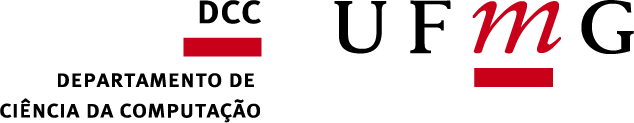 DCC
DEPARTAMENTO DE
CIÊNCIA DA COMPUTAÇÃO
UFmG